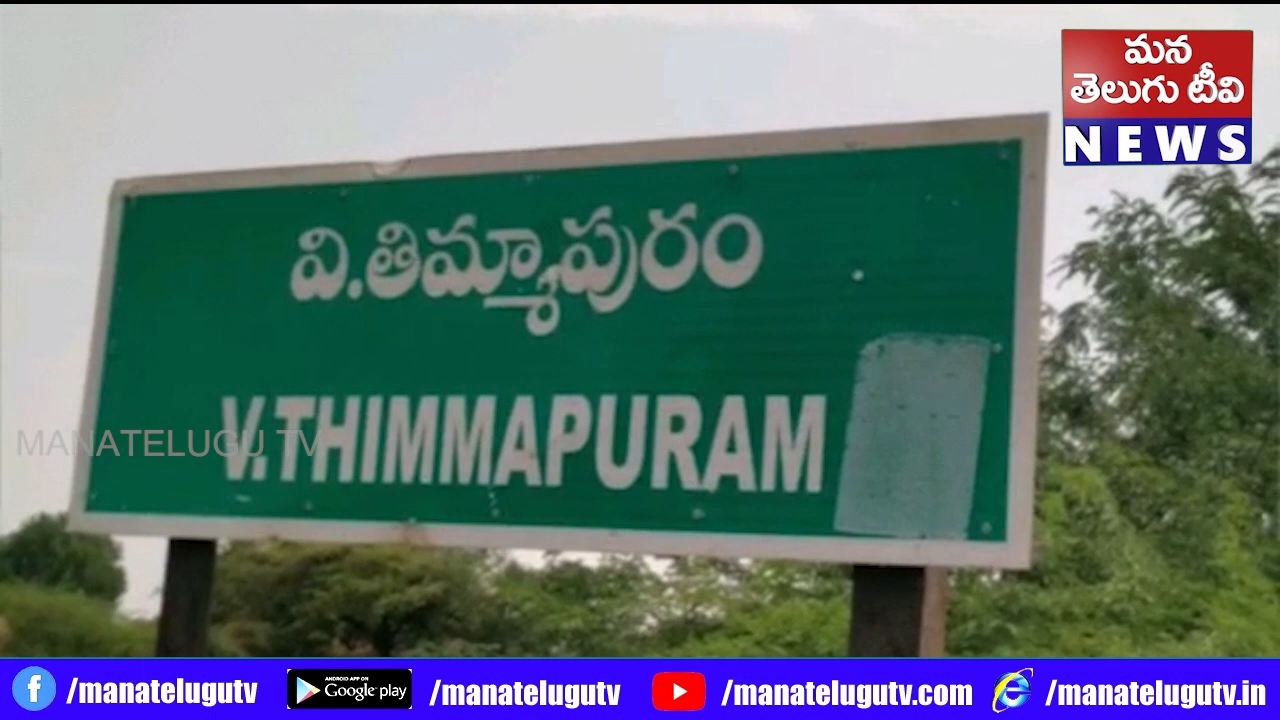 మన
తెలుగు టీవి
NEWS
వి.తిమ్మాపురం
V.THIMMAPURAM
MANATELUGU TV
/manatelugutv
ANDROID APP ON
Google play
/manatelugutv
/manatelugutv.com
/manatelugutv.in